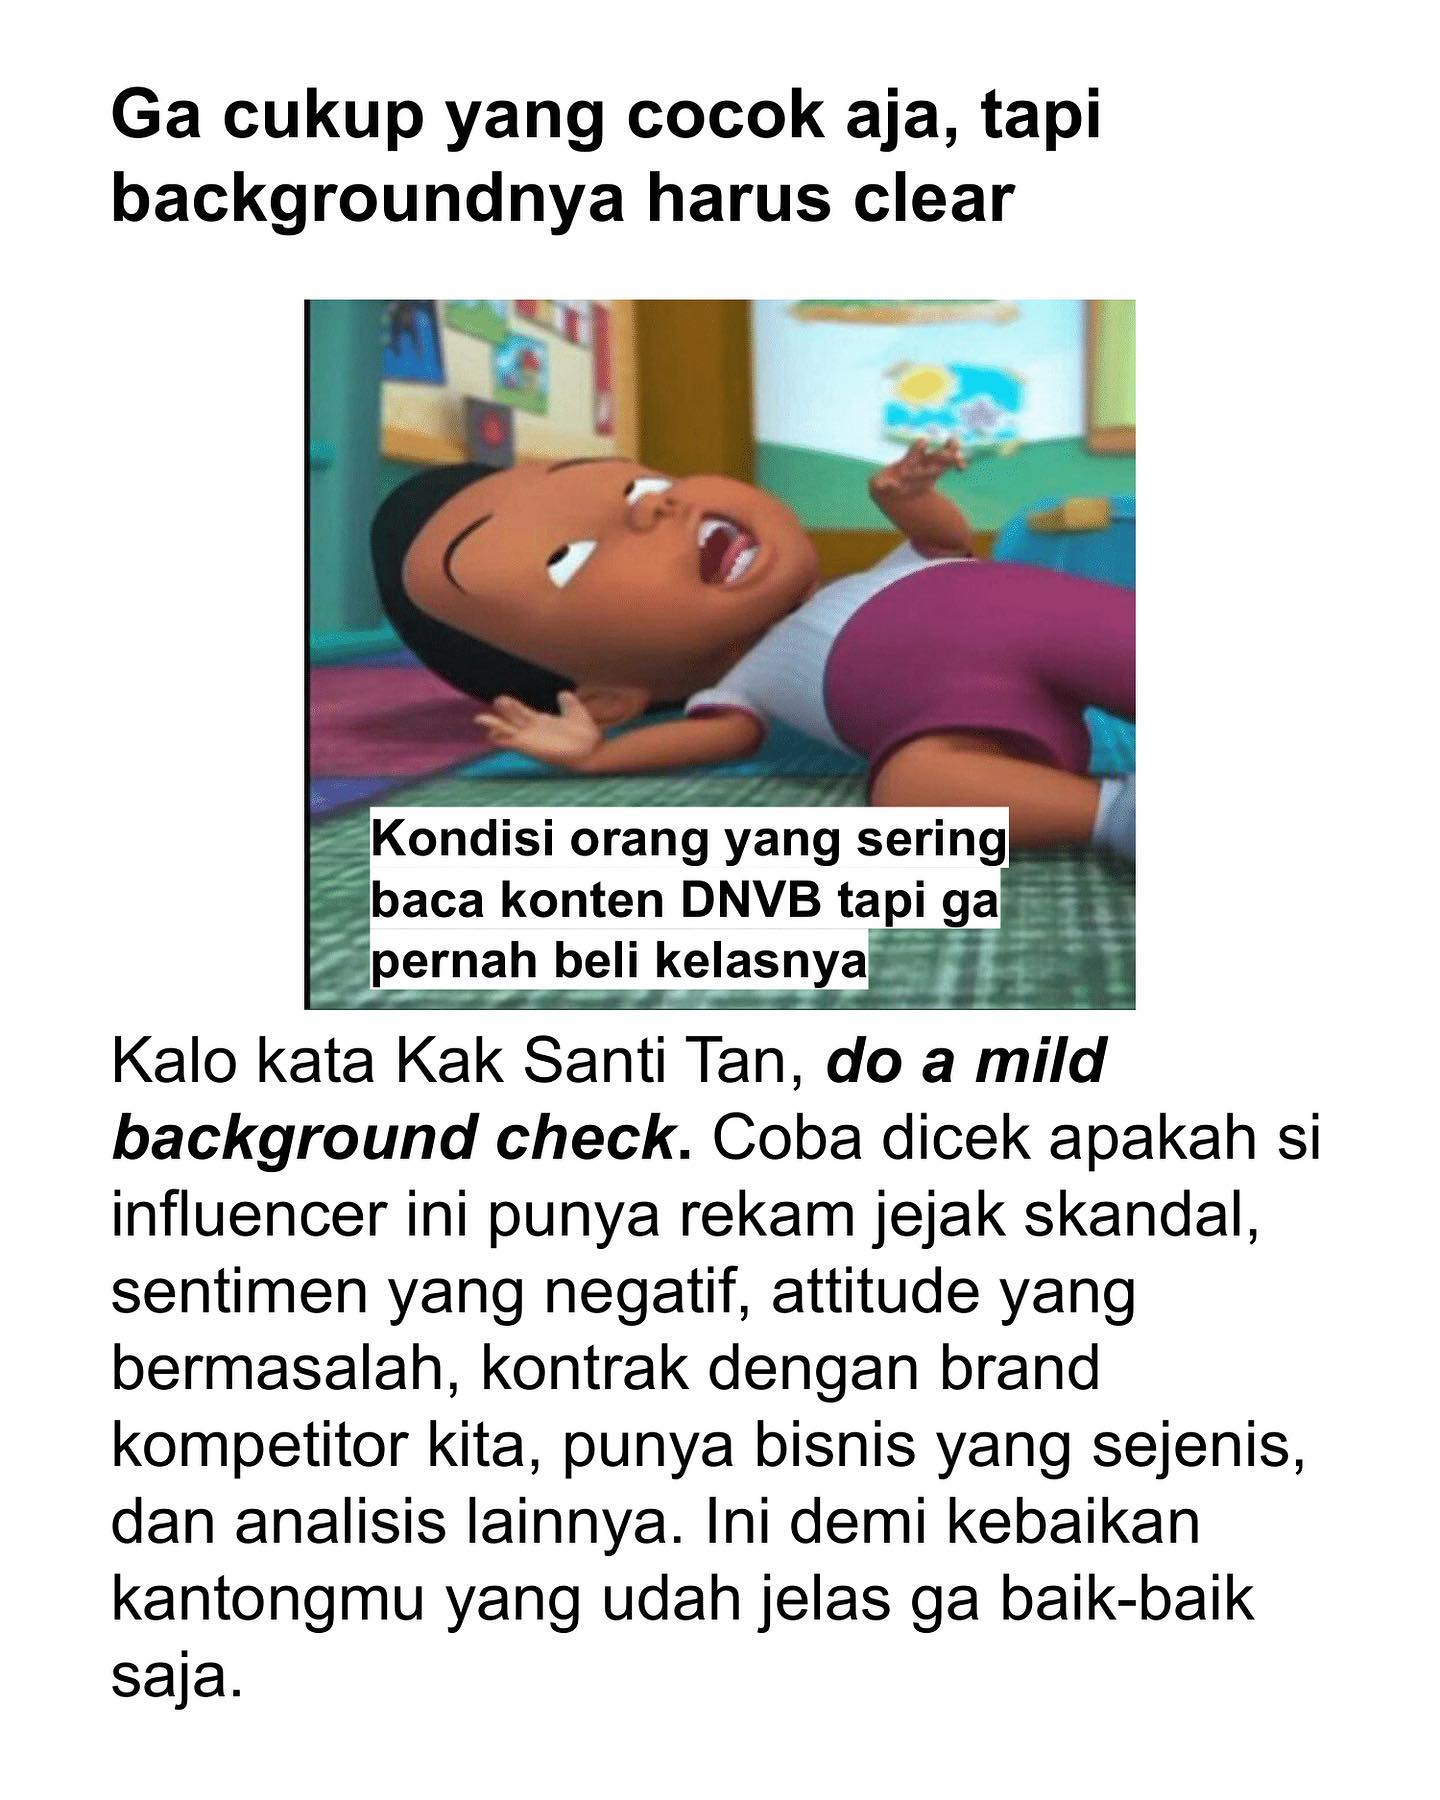 Ga cukup yang cocok aja, tapi
backgroundnya harus clear
Kondisi orang yang sering
baca konten DNVB tapi ga
pernah beli kelasnya
Kalo kata Kak Santi Tan, do a mild
background check. Coba dicek apakah si
influencer ini punya rekam jejak skandal,
sentimen yang negatif, attitude yang
bermasalah, kontrak dengan brand
kompetitor kita, punya bisnis yang sejenis,
dan analisis lainnya. Ini demi kebaikan
kantongmu yang udah jelas ga baik-baik
saja.